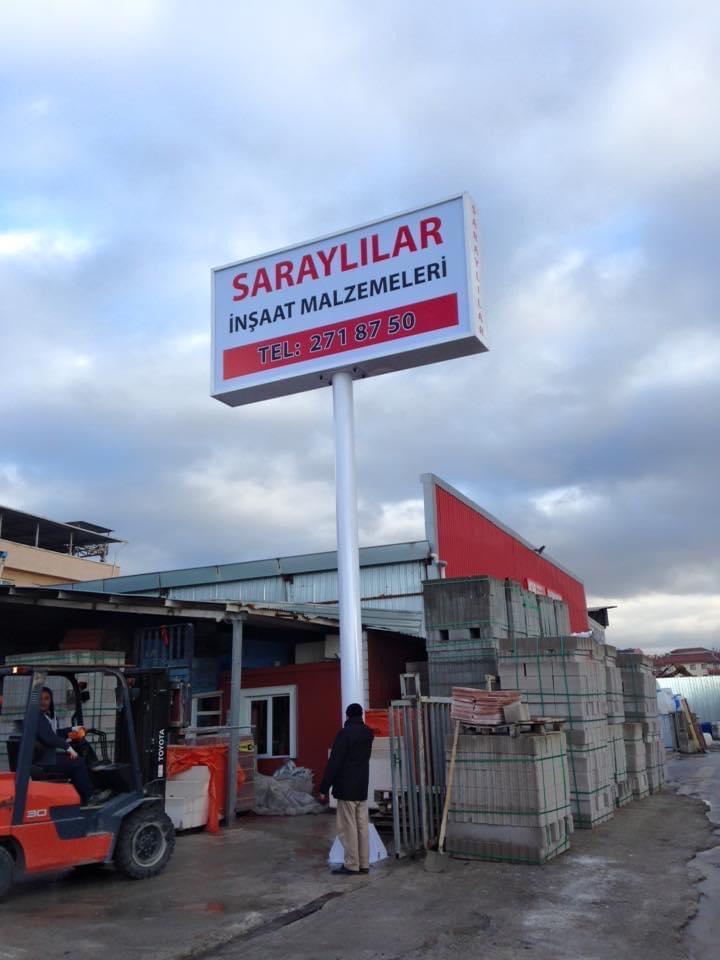 SARAYLILAR
İNŞAAT MALZEMELERİ
TEL: 271 87 50
SARAYLILAR
TOYOTA
30